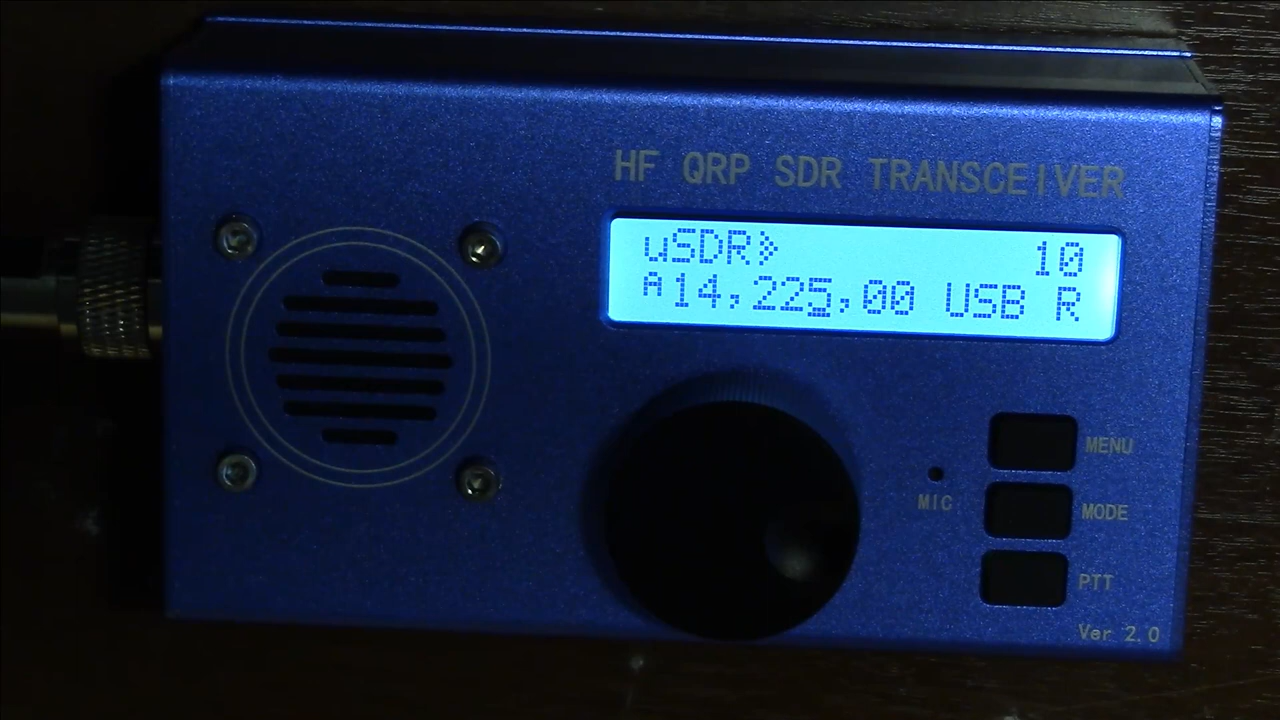 HF QRP SDR TRANSCEIVER
uSDR» 10
A14,225,00 USB R
MENU
MIC
MODE
PTT
Ver 2.0